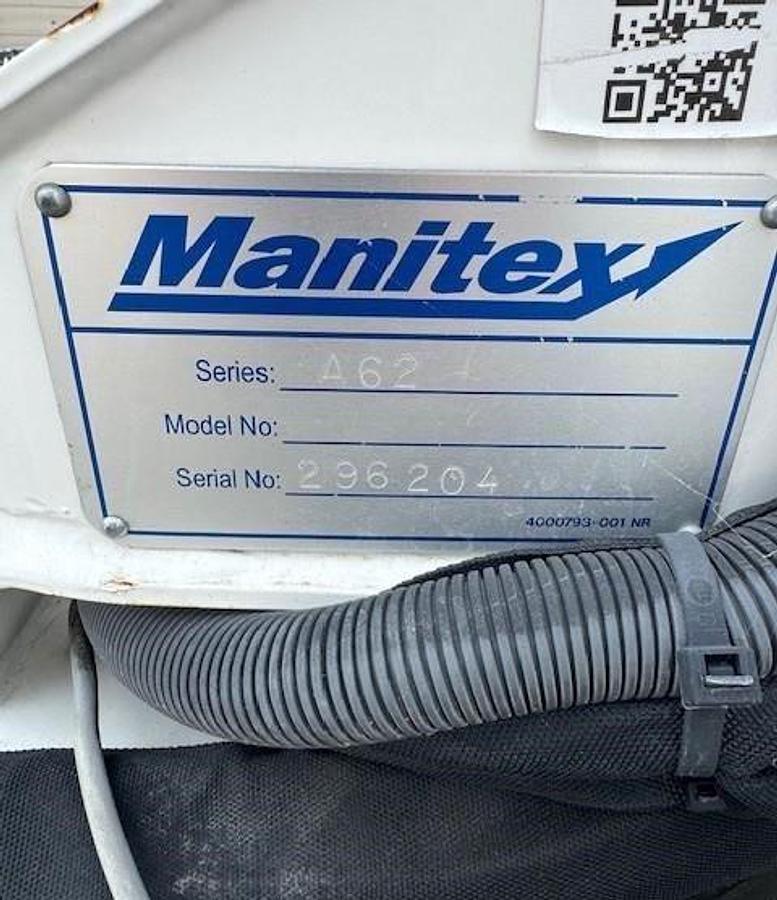 Manitex
Series: A62
Model No:
Serial No: 296204
4000793-001 NR